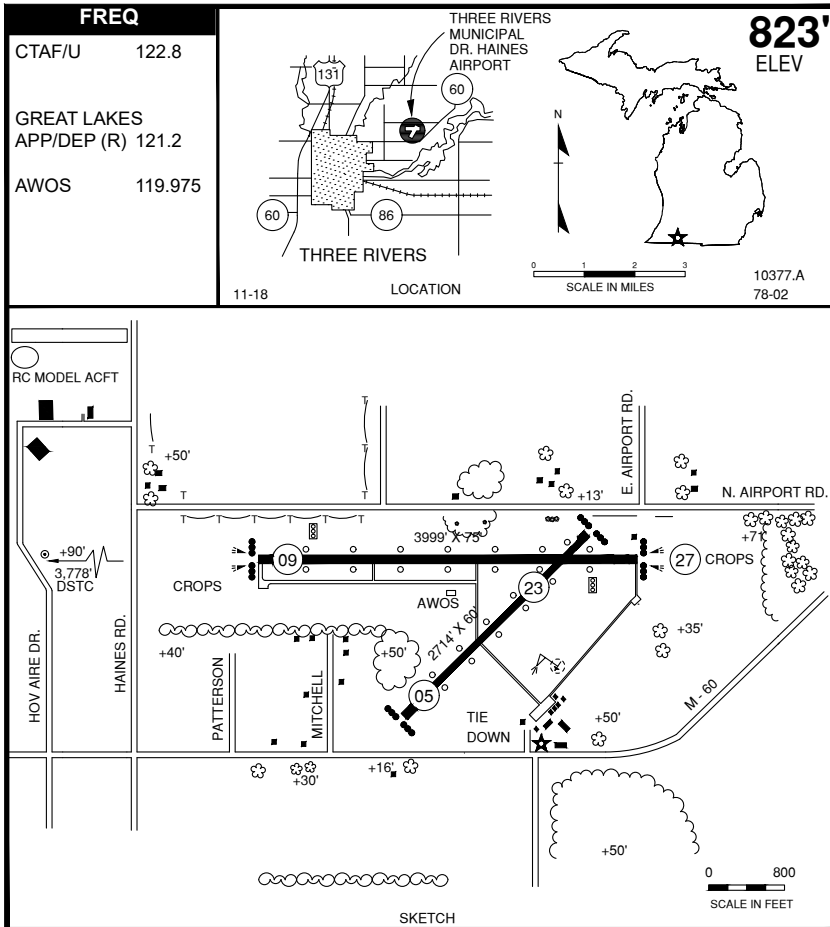 FREQ
CTAF/U 122.8
GREAT LAKES
APP/DEP (R) 121.2
AWOS 119.975
THREE RIVERS
MUNICIPAL
DR. HAINES
AIRPORT
131
60
60
86
THREE RIVERS
11-18
LOCATION
823'
ELEV
N
0 1 2 3
SCALE IN MILES
10377.A
78-02
RC MODEL ACFT
+50'
T
T
T
T
T
+13'
E. AIRPORT RD.
N. AIRPORT RD.
+71'
3999' X 75'
+90'
3,778'
DSTC
09
27
CROPS
CROPS
23
AWOS
2714' X 60'
+40'
+50'
+35'
HOV AIRE DR.
HAINES RD.
PATTERSON
MITCHELL
05
TIE
DOWN
+50'
M - 60
+30'
+16'
+50'
0 800
SCALE IN FEET
SKETCH